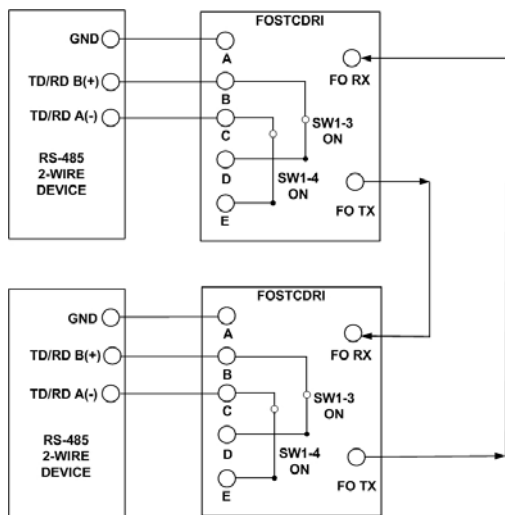 FOSTCDRI
GND
A
FO RX
TD/RD B(+)
B
TD/RD A(-)
C
SW1-3
ON
RS-485
2-WIRE
DEVICE
D
SW1-4
ON
E
FO TX
FOSTCDRI
GND
A
FO RX
TD/RD B(+)
B
TD/RD A(-)
C
SW1-3
ON
RS-485
2-WIRE
DEVICE
D
SW1-4
ON
E
FO TX